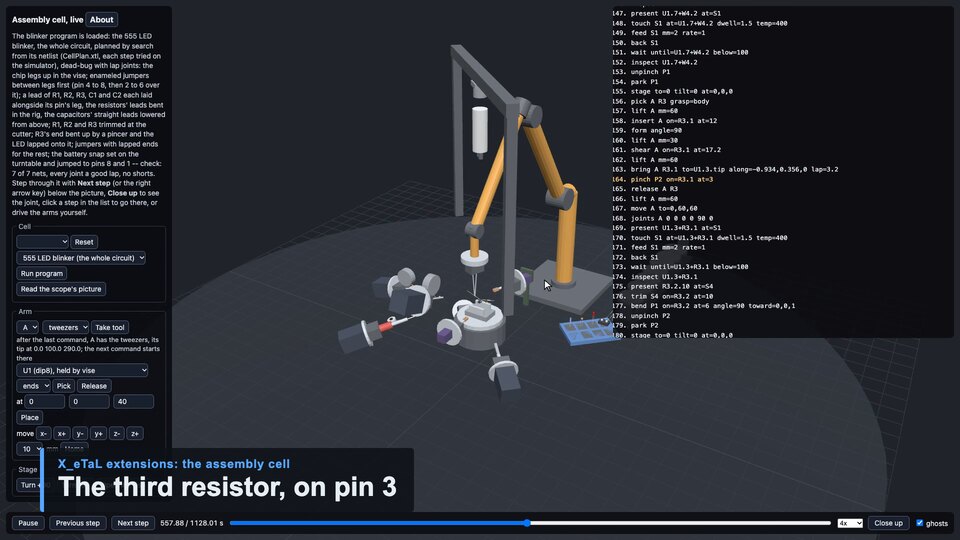 Assembly cell, live About
The blinker program is loaded: the 555 LED
blinker, the whole circuit, planned by search
from its netlist (CellPlan.xtl, each step tried on
the simulator), dead-bug with lap joints: the
chip legs up in the vise; enameled jumpers
between legs first (pin 4 to 8, then 2 to 6 over
it); a lead of R1, R2, R3, C1 and C2 each laid
alongside its pin's leg, the resistors' leads bent
in the rig, the capacitors' straight leads lowered
from above; R1, R2 and R3 trimmed at the
cutter; R3's end bent up by a pincer and the
LED lapped onto it; jumpers with lapped ends
for the rest; the battery snap set on the
turntable and jumped to pins 8 and 1 -- check:
7 of 7 nets, every joint a good lap, no shorts.
Step through it with Next step (or the right
arrow key) below the picture, Close up to see
the joint, click a step in the list to go there, or
drive the arms yourself.
Cell
Reset
555 LED blinker (the whole circuit)
Run program
Read the scope's picture
Arm
A tweezers Take tool
after the last command, A has the tweezers, its
tip at 0.0 100.0 290.0; the next command starts
there
U1 (dip8), held by vise
ends Pick Release
at 0 0 40
Place
move x- x+ y- y+ z- z+
10
Stage
147. present U1.7+W4.2 at=S1
148. touch S1 at=U1.7+W4.2 dwell=1.5 temp=400
149. feed S1 mm=2 rate=1
150. back S1
151. wait until=U1.7+W4.2 below=100
152. inspect U1.7+W4.2
153. unpinch P1
154. park P1
155. stage to=0 tilt=0 at=0,0,0
156. pick A R3 grasp=body
157. lift A mm=60
158. insert A on=R3.1 at=12
159. form angle=90
160. lift A mm=30
161. shear A on=R3.1 at=17.2
162. lift A mm=60
163. bring A R3.1 to=U1.3.tip along=-0.934,0.356,0 lap=3.2
164. pinch P2 on=R3.1 at=3
165. release A R3
166. lift A mm=60
167. move A to=0,60,60
168. joints A 0 0 0 0 90 0
169. present U1.3+R3.1 at=S1
170. touch S1 at=U1.3+R3.1 dwell=1.5 temp=400
171. feed S1 mm=2 rate=1
172. back S1
173. wait until=U1.3+R3.1 below=100
174. inspect U1.3+R3.1
175. present R3.2.10 at=S4
176. trim S4 on=R3.2 at=10
177. bend P1 on=R3.2 at=6 angle=90 toward=0,0,1
178. unpinch P2
179. park P2
180. stage to=0 tilt=0 at=0,0,0
X_eTaL extensions: the assembly cell
The third resistor, on pin 3
Pause Previous step Next step 557.88 / 1128.01 s 4x Close up ghosts